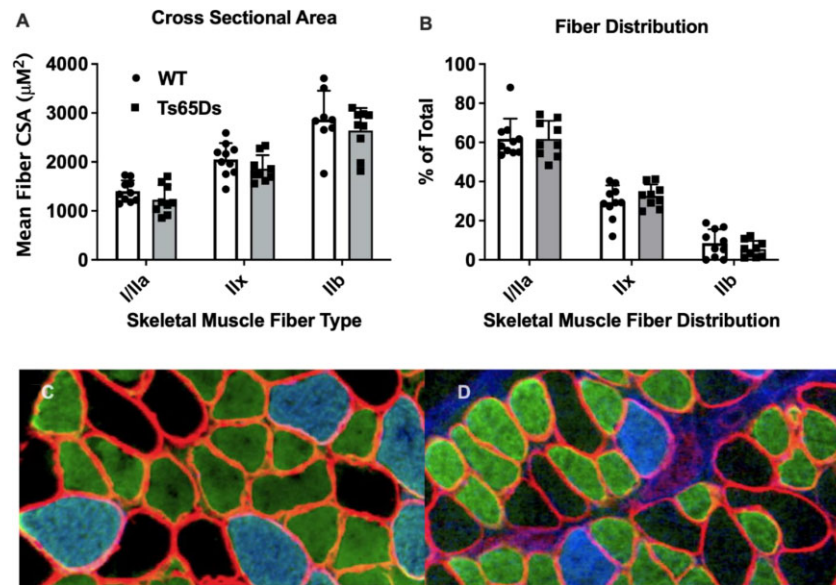 A
Cross Sectional Area
Mean Fiber CSA (μM²)
4000
3000
2000
1000
0
WT
Ts65Ds
I/IIa
IIx
IIb
Skeletal Muscle Fiber Type
B
Fiber Distribution
% of Total
100
80
60
40
20
0
I/IIa
IIx
IIb
Skeletal Muscle Fiber Distribution
C
D